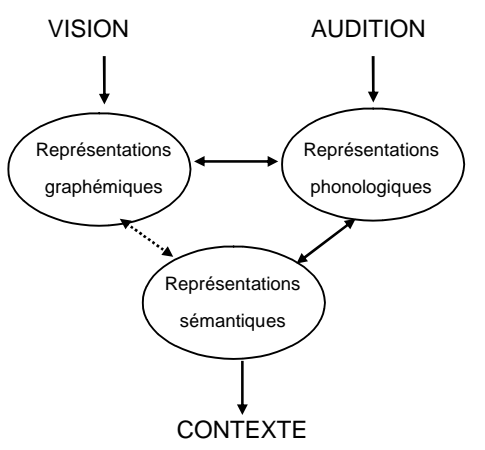 VISION
AUDITION
Représentations
graphémiques
Représentations
phonologiques
Représentations
sémantiques
CONTEXTE